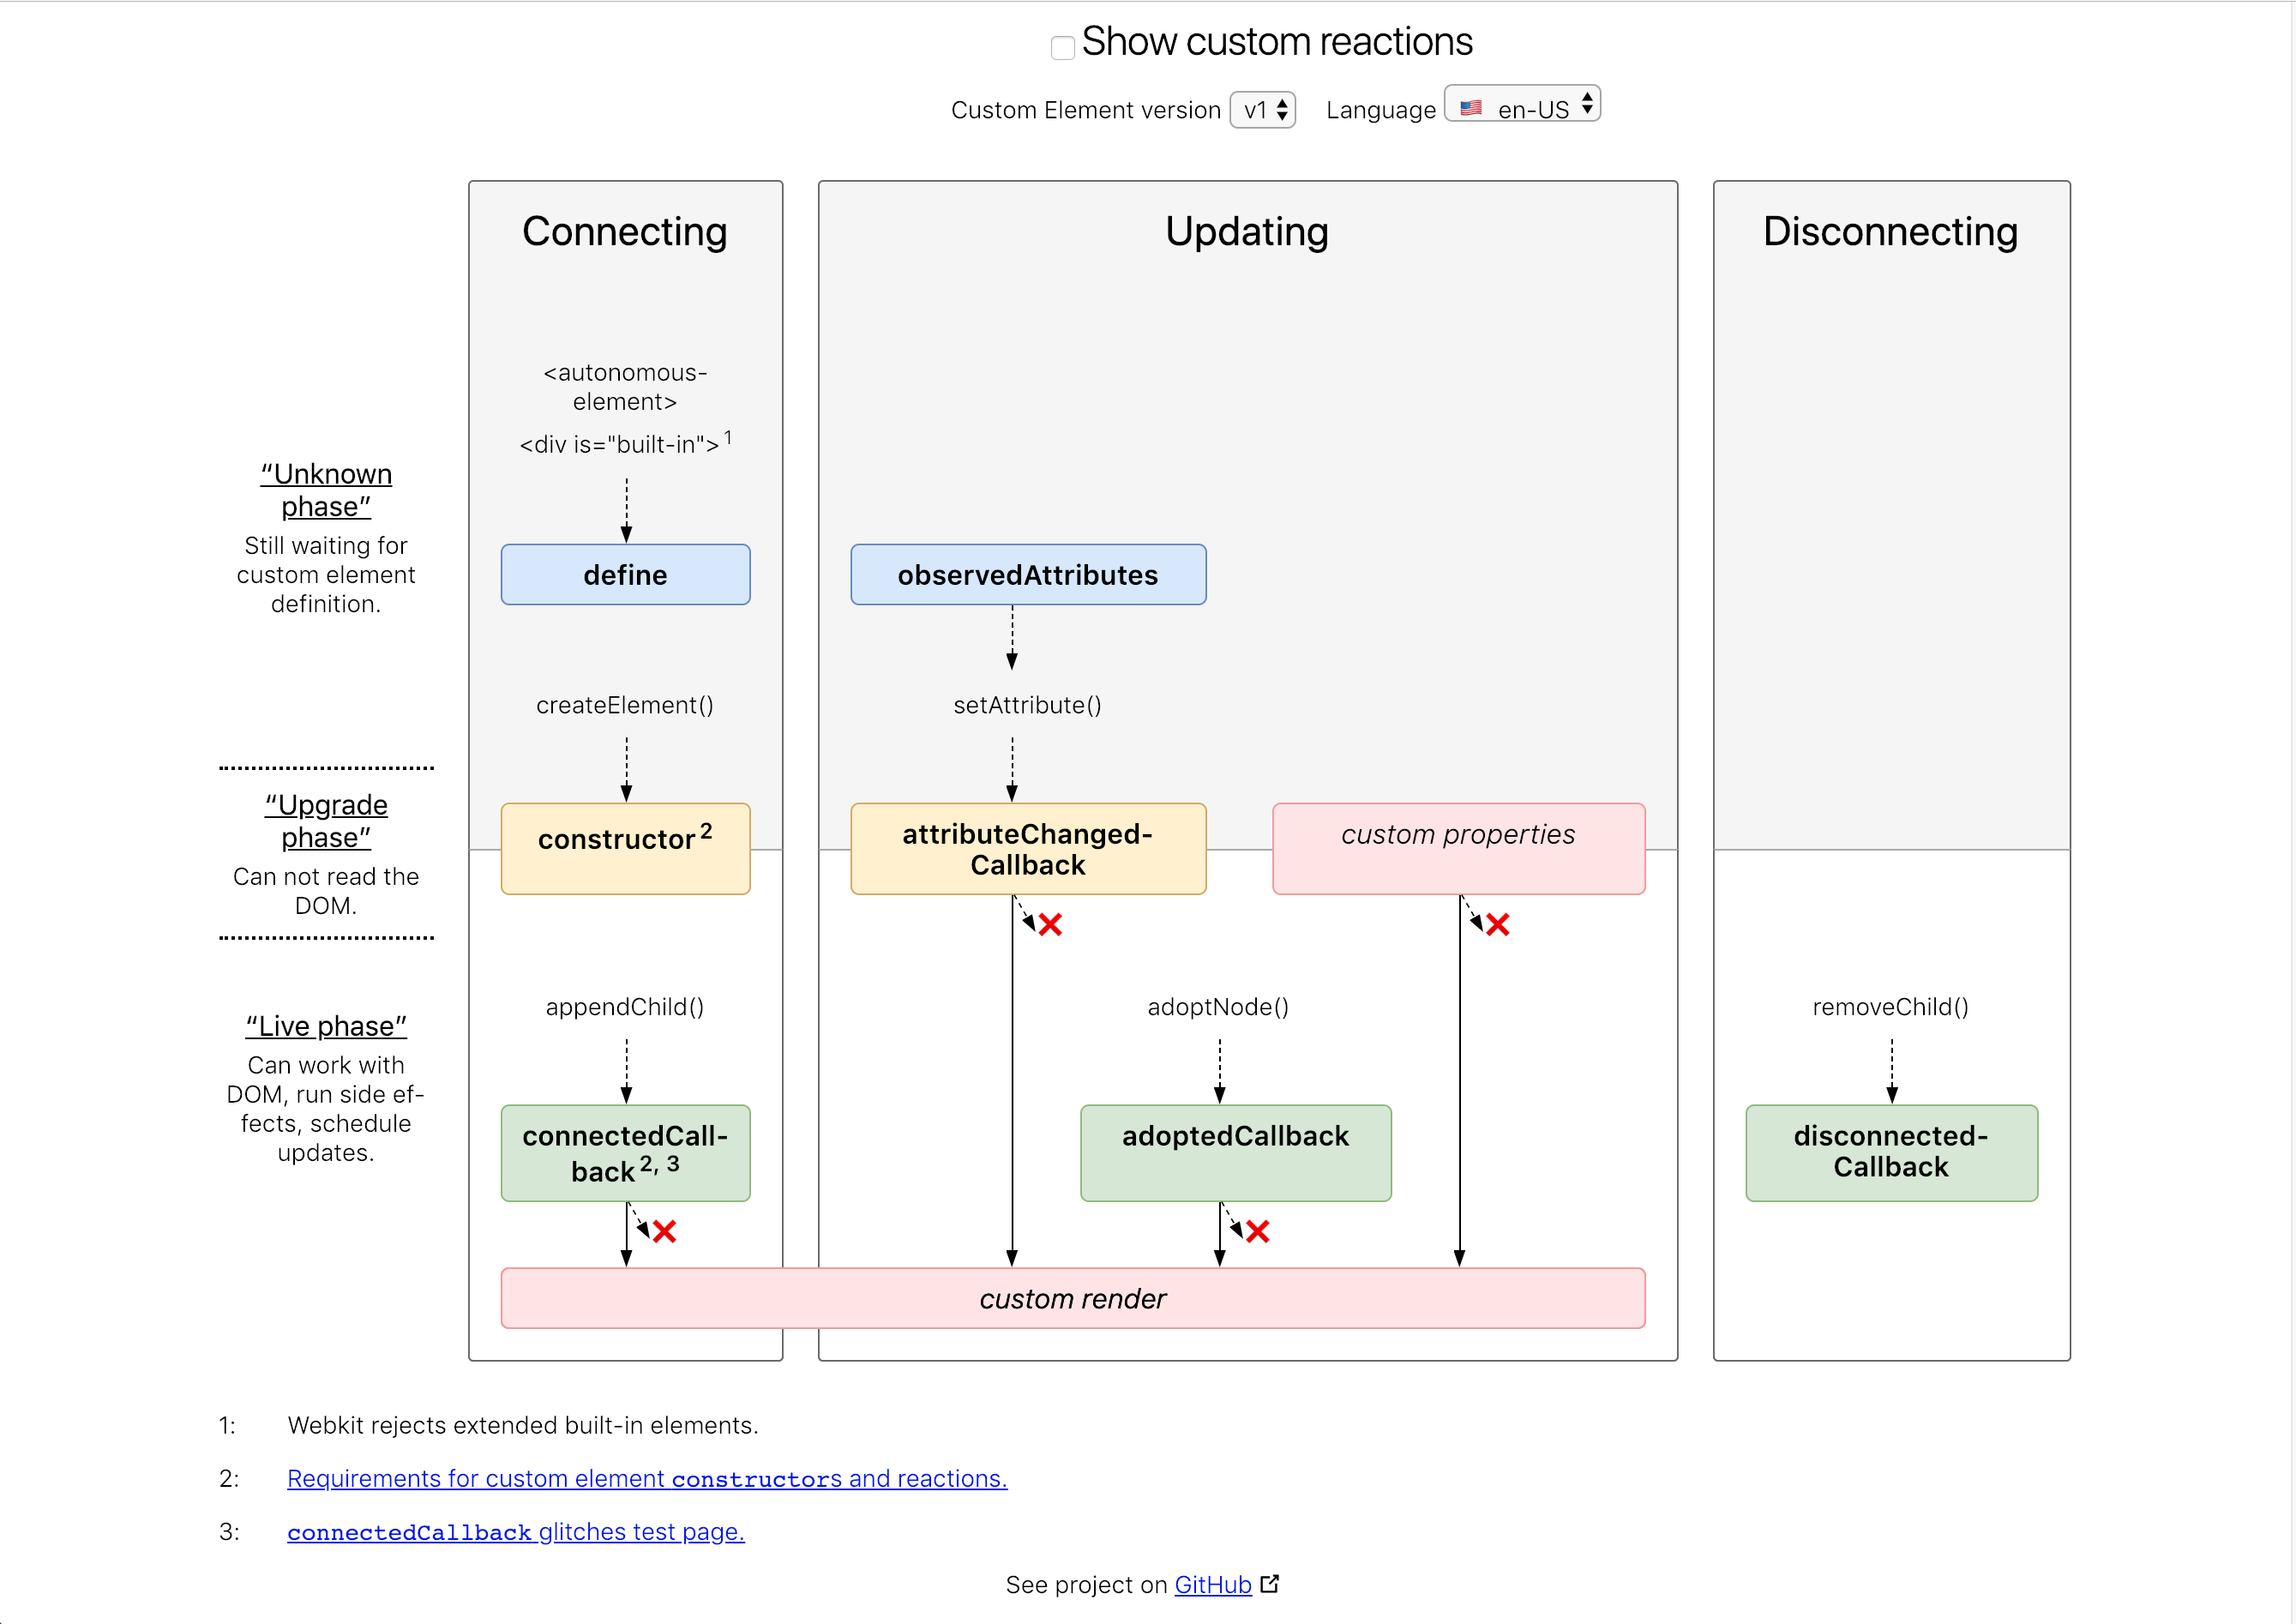 Show custom reactions
Custom Element version v1 Language en-US
Connecting
Updating
Disconnecting
<autonomous-
element>
<div is="built-in"> 1
“Unknown
phase”
Still waiting for
custom element
definition.
define
observedAttributes
createElement()
setAttribute()
“Upgrade
phase”
Can not read the
DOM.
constructor 2
attributeChanged-
Callback
custom properties
“Live phase”
Can work with
DOM, run side ef-
fects, schedule
updates.
appendChild()
adoptNode()
removeChild()
connectedCall-
back 2, 3
adoptedCallback
disconnected-
Callback
custom render
1: Webkit rejects extended built-in elements.
2: Requirements for custom element constructors and reactions.
3: connectedCallback glitches test page.
See project on GitHub